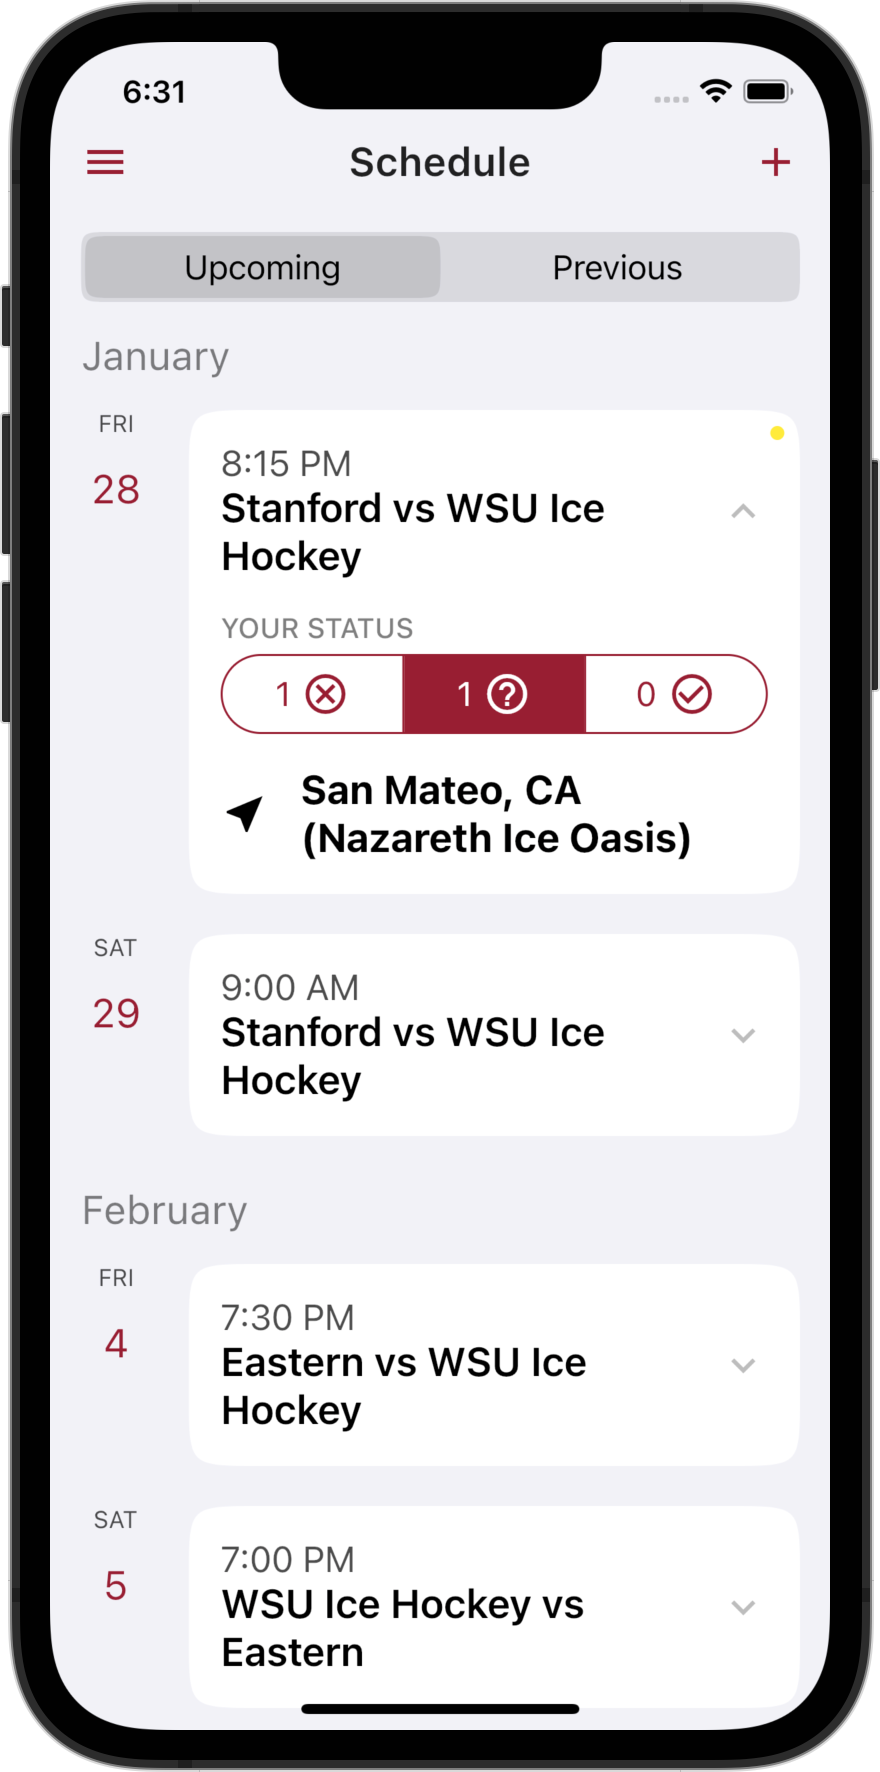 6:31
Schedule
+
Upcoming Previous
January
FRI
28
8:15 PM
Stanford vs WSU Ice
Hockey
YOUR STATUS
1 1 ? 0
San Mateo, CA
(Nazareth Ice Oasis)
SAT
29
9:00 AM
Stanford vs WSU Ice
Hockey
February
FRI
4
7:30 PM
Eastern vs WSU Ice
Hockey
SAT
5
7:00 PM
WSU Ice Hockey vs
Eastern